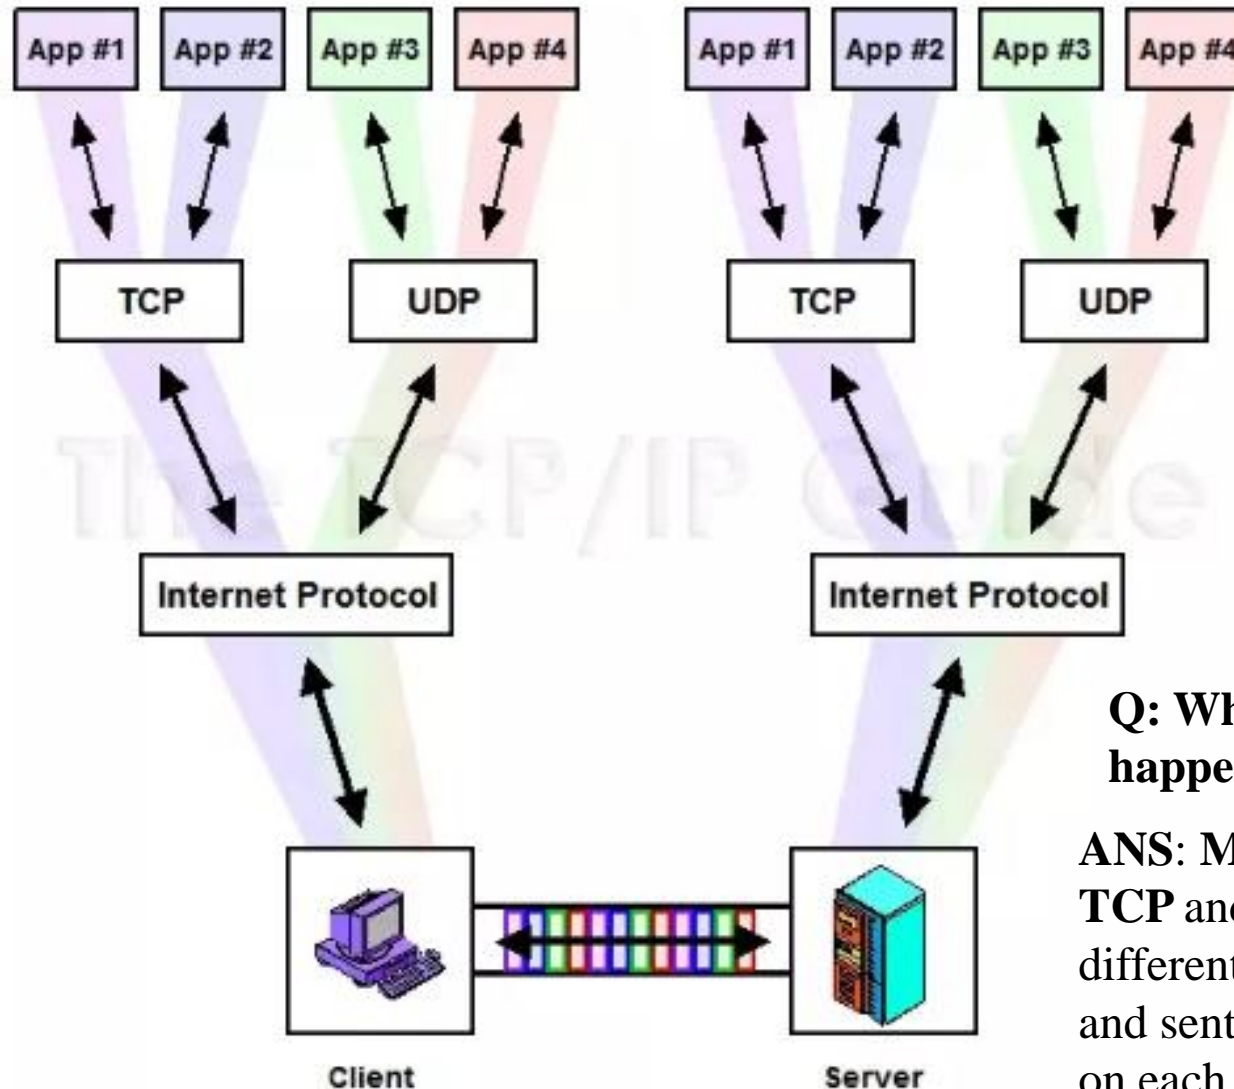 App #1 App #2 App #3 App #4 App #1 App #2 App #3 App #4
TCP UDP TCP UDP
The TCP/IP Guide
Internet Protocol Internet Protocol
Q: Wh
happe
ANS: M
TCP and
different
and sent
on each
Client Server